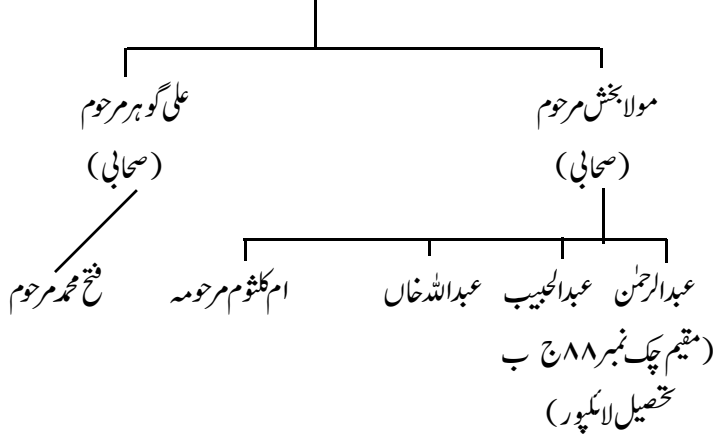 مولا بخش مرحوم علی گوہر مرحوم
(صحابی) (صحابی)
عبدالرحمٰن عبدالحبیب عبداللہ خاں ام کلثوم مرحومہ فتح محمد مرحوم
(مقیم چک نمبر ۸۸ ج ب
تحصیل لائلپور)